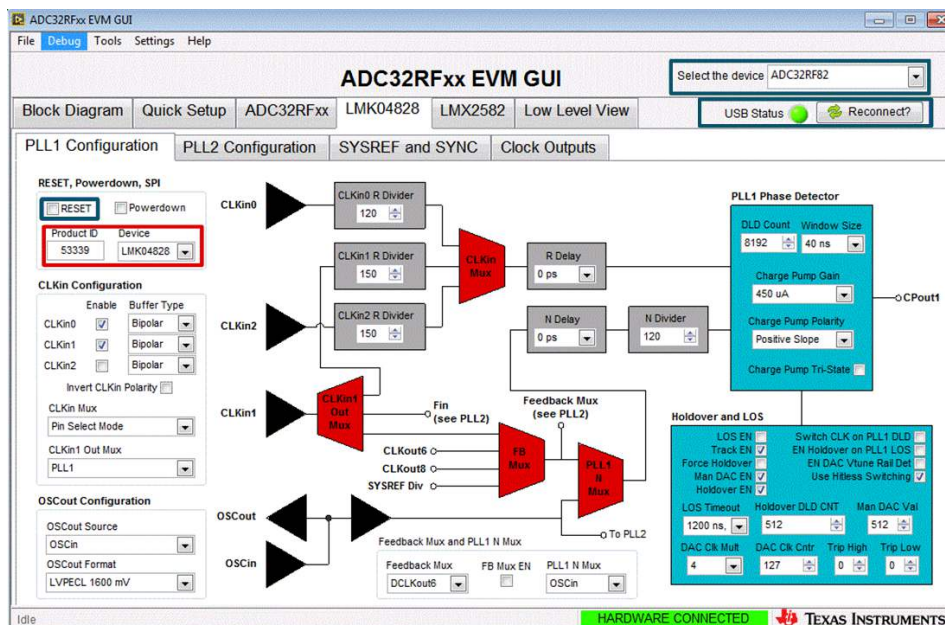 ADC32RFxx EVM GUI
File Debug Tools Settings Help
ADC32RFxx EVM GUI
Select the device ADC32RF82
Block Diagram Quick Setup ADC32RFxx LMK04828 LMX2582 Low Level View
USB Status Reconnect?
PLL1 Configuration PLL2 Configuration SYSREF and SYNC Clock Outputs
RESET, Powerdown, SPI
RESET Powerdown
Product ID Device
53339 LMK04828
CLKin Configuration
Enable Buffer Type
CLKin0 Bipolar
CLKin1 Bipolar
CLKin2 Bipolar
Invert CLKin Polarity
CLKin Mux
Pin Select Mode
CLKin1 Out Mux
PLL1
OSCout Configuration
OSCout Source
OSCin
OSCout Format
LVPECL 1600 mV
CLKin0
CLKin0 R Divider
120
CLKin1 R Divider
150
CLKin2
CLKin2 R Divider
150
CLKin
Mux
R Delay
0 ps
N Delay
0 ps
N Divider
120
CLKin1
CLKin1
Out
Mux
Fin
(see PLL2)
Feedback Mux
(see PLL2)
CLKout6
CLKout8
SYSREF Div
FB
Mux
PLL1
N
Mux
OSCout
OSCin
To PLL2
Feedback Mux and PLL1 N Mux
Feedback Mux FB Mux EN PLL1 N Mux
DCLKout6 OSCin
PLL1 Phase Detector
DLD Count Window Size
8192 40 ns
Charge Pump Gain
450 uA
Charge Pump Polarity
Positive Slope
Charge Pump Tri-State
CPout1
Holdover and LOS
LOS EN Switch CLK on PLL1 DLD
Track EN EN Holdover on PLL1 LOS
Force Holdover EN DAC Vtune Rail Det
Man DAC EN Use Hitless Switching
Holdover EN
LOS Timeout Holdover DLD CNT Man DAC Val
1200 ns, 512 512
DAC Clk Mult DAC Clk Cntr Trip High Trip Low
4 127 0 0
Idle
HARDWARE CONNECTED
TEXAS INSTRUMENTS